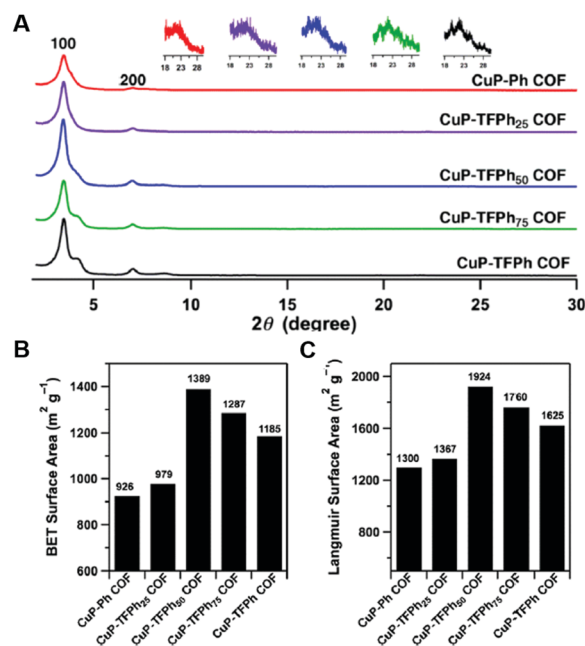 A
100
200
18 23 28
18 23 28
18 23 28
18 23 28
18 23 28
CuP-Ph COF
CuP-TFPh25 COF
CuP-TFPh50 COF
CuP-TFPh75 COF
CuP-TFPh COF
5 10 15 20 25 30
2θ (degree)
B
BET Surface Area (m² g⁻¹)
1400
1200
1000
800
600
926
979
1389
1287
1185
CuP-Ph COF
CuP-TFPh25 COF
CuP-TFPh50 COF
CuP-TFPh75 COF
CuP-TFPh COF
C
Langmuir Surface Area (m² g⁻¹)
2000
1600
1200
800
1300
1367
1924
1760
1625
CuP-Ph COF
CuP-TFPh25 COF
CuP-TFPh50 COF
CuP-TFPh75 COF
CuP-TFPh COF